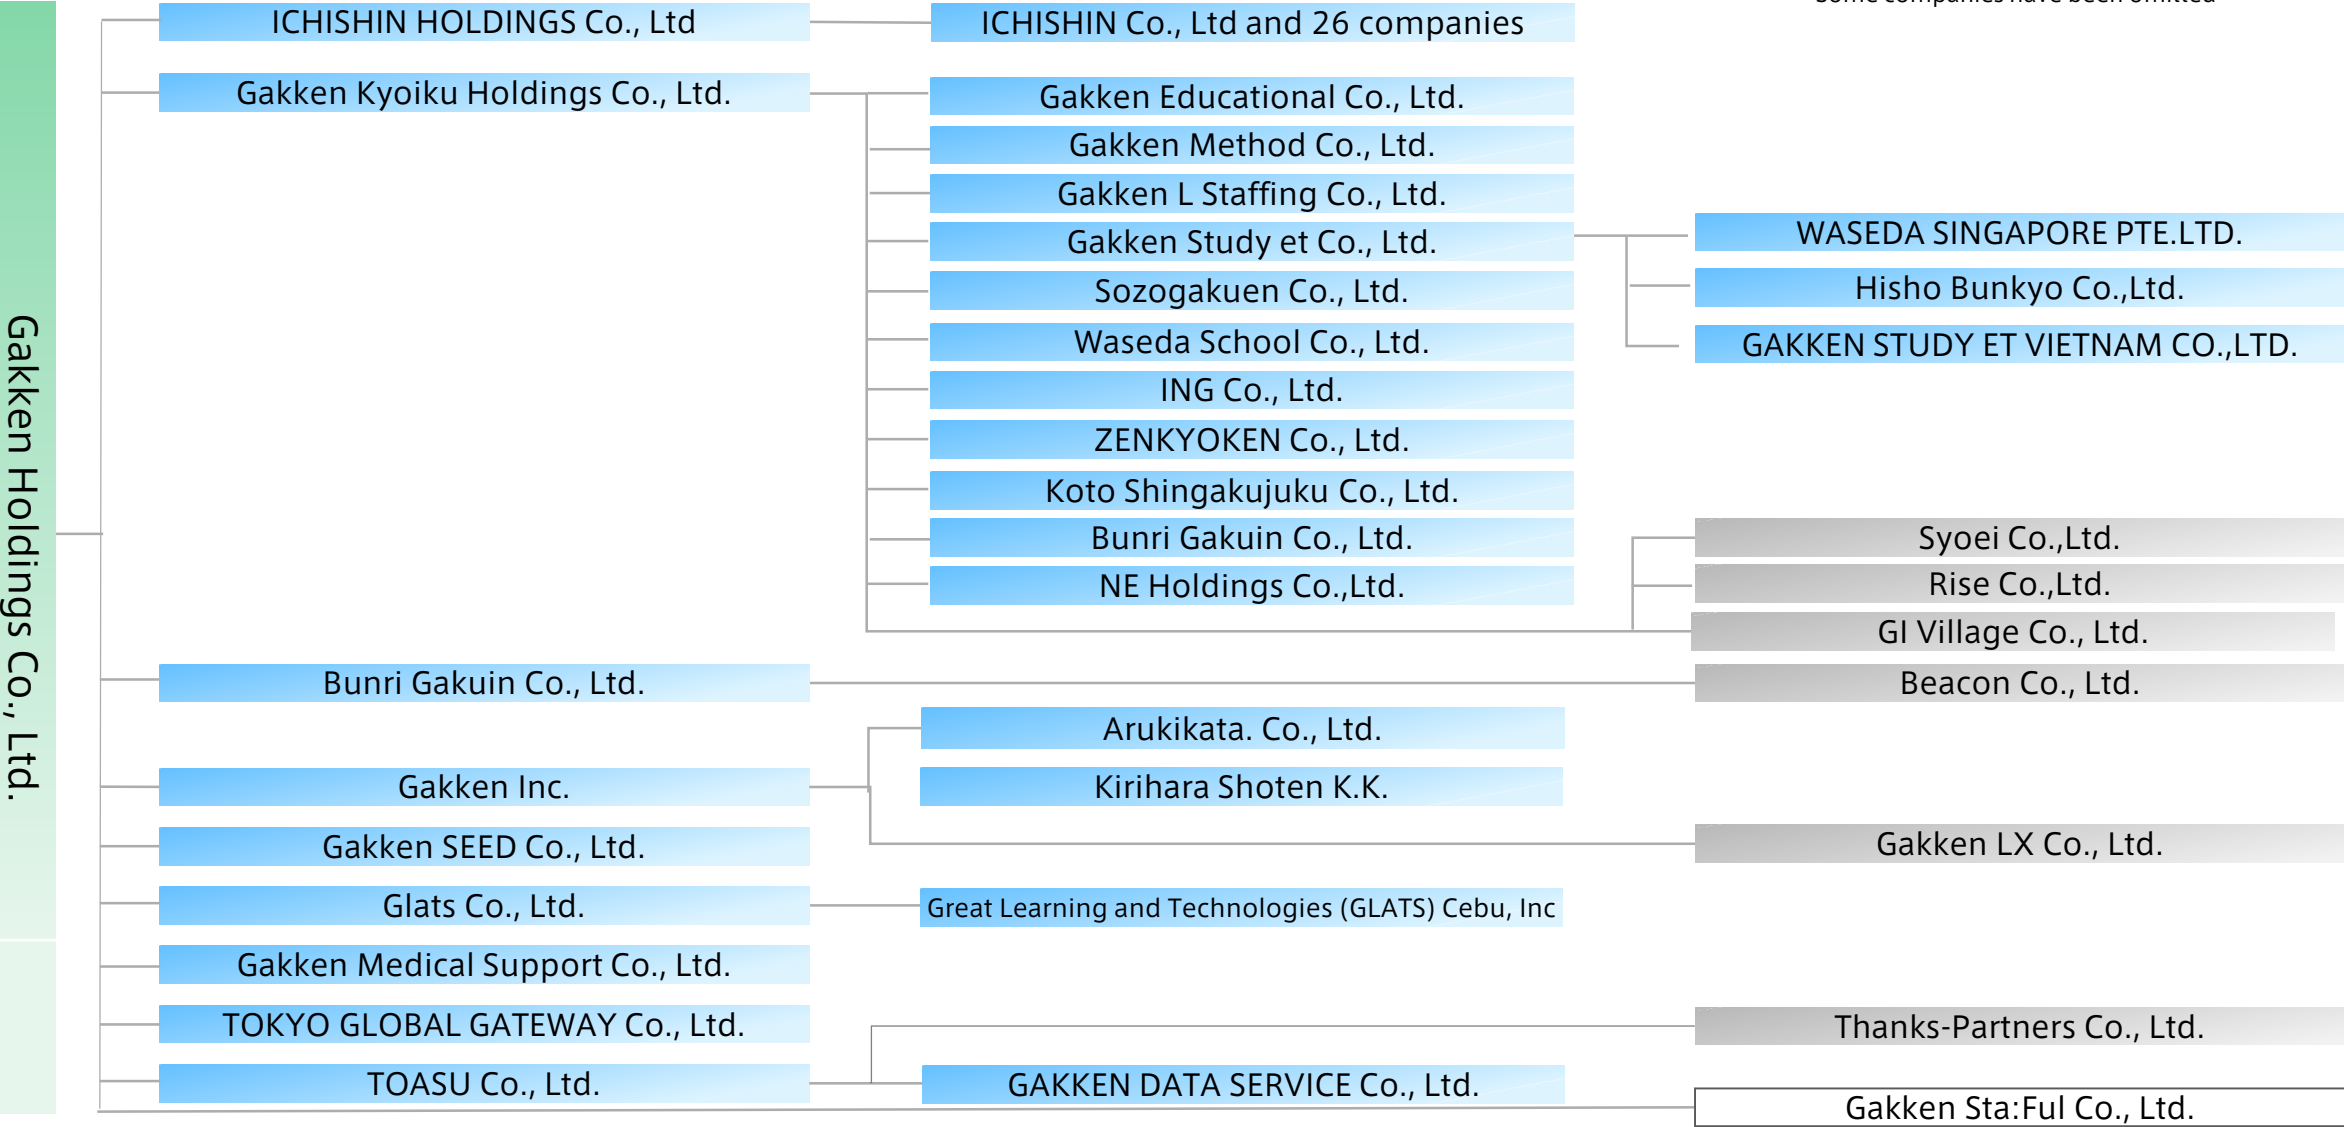 Some companies have been omitted
ICHISHIN HOLDINGS Co., Ltd
ICHISHIN Co., Ltd and 26 companies
Gakken Kyoiku Holdings Co., Ltd.
Gakken Educational Co., Ltd.
Gakken Method Co., Ltd.
Gakken L Staffing Co., Ltd.
Gakken Study et Co., Ltd.
WASEDA SINGAPORE PTE.LTD.
Hisho Bunkyo Co.,Ltd.
GAKKEN STUDY ET VIETNAM CO.,LTD.
Sozogakuen Co., Ltd.
Waseda School Co., Ltd.
ING Co., Ltd.
ZENKYOKEN Co., Ltd.
Koto Shingakujuku Co., Ltd.
Bunri Gakuin Co., Ltd.
NE Holdings Co.,Ltd.
Syoei Co.,Ltd.
Rise Co.,Ltd.
GI Village Co., Ltd.
Gakken Holdings Co., Ltd.
Bunri Gakuin Co., Ltd.
Beacon Co., Ltd.
Arukikata. Co., Ltd.
Gakken Inc.
Kirihara Shoten K.K.
Gakken SEED Co., Ltd.
Gakken LX Co., Ltd.
Glats Co., Ltd.
Great Learning and Technologies (GLATS) Cebu, Inc
Gakken Medical Support Co., Ltd.
TOKYO GLOBAL GATEWAY Co., Ltd.
Thanks-Partners Co., Ltd.
TOASU Co., Ltd.
GAKKEN DATA SERVICE Co., Ltd.
Gakken Sta:Ful Co., Ltd.